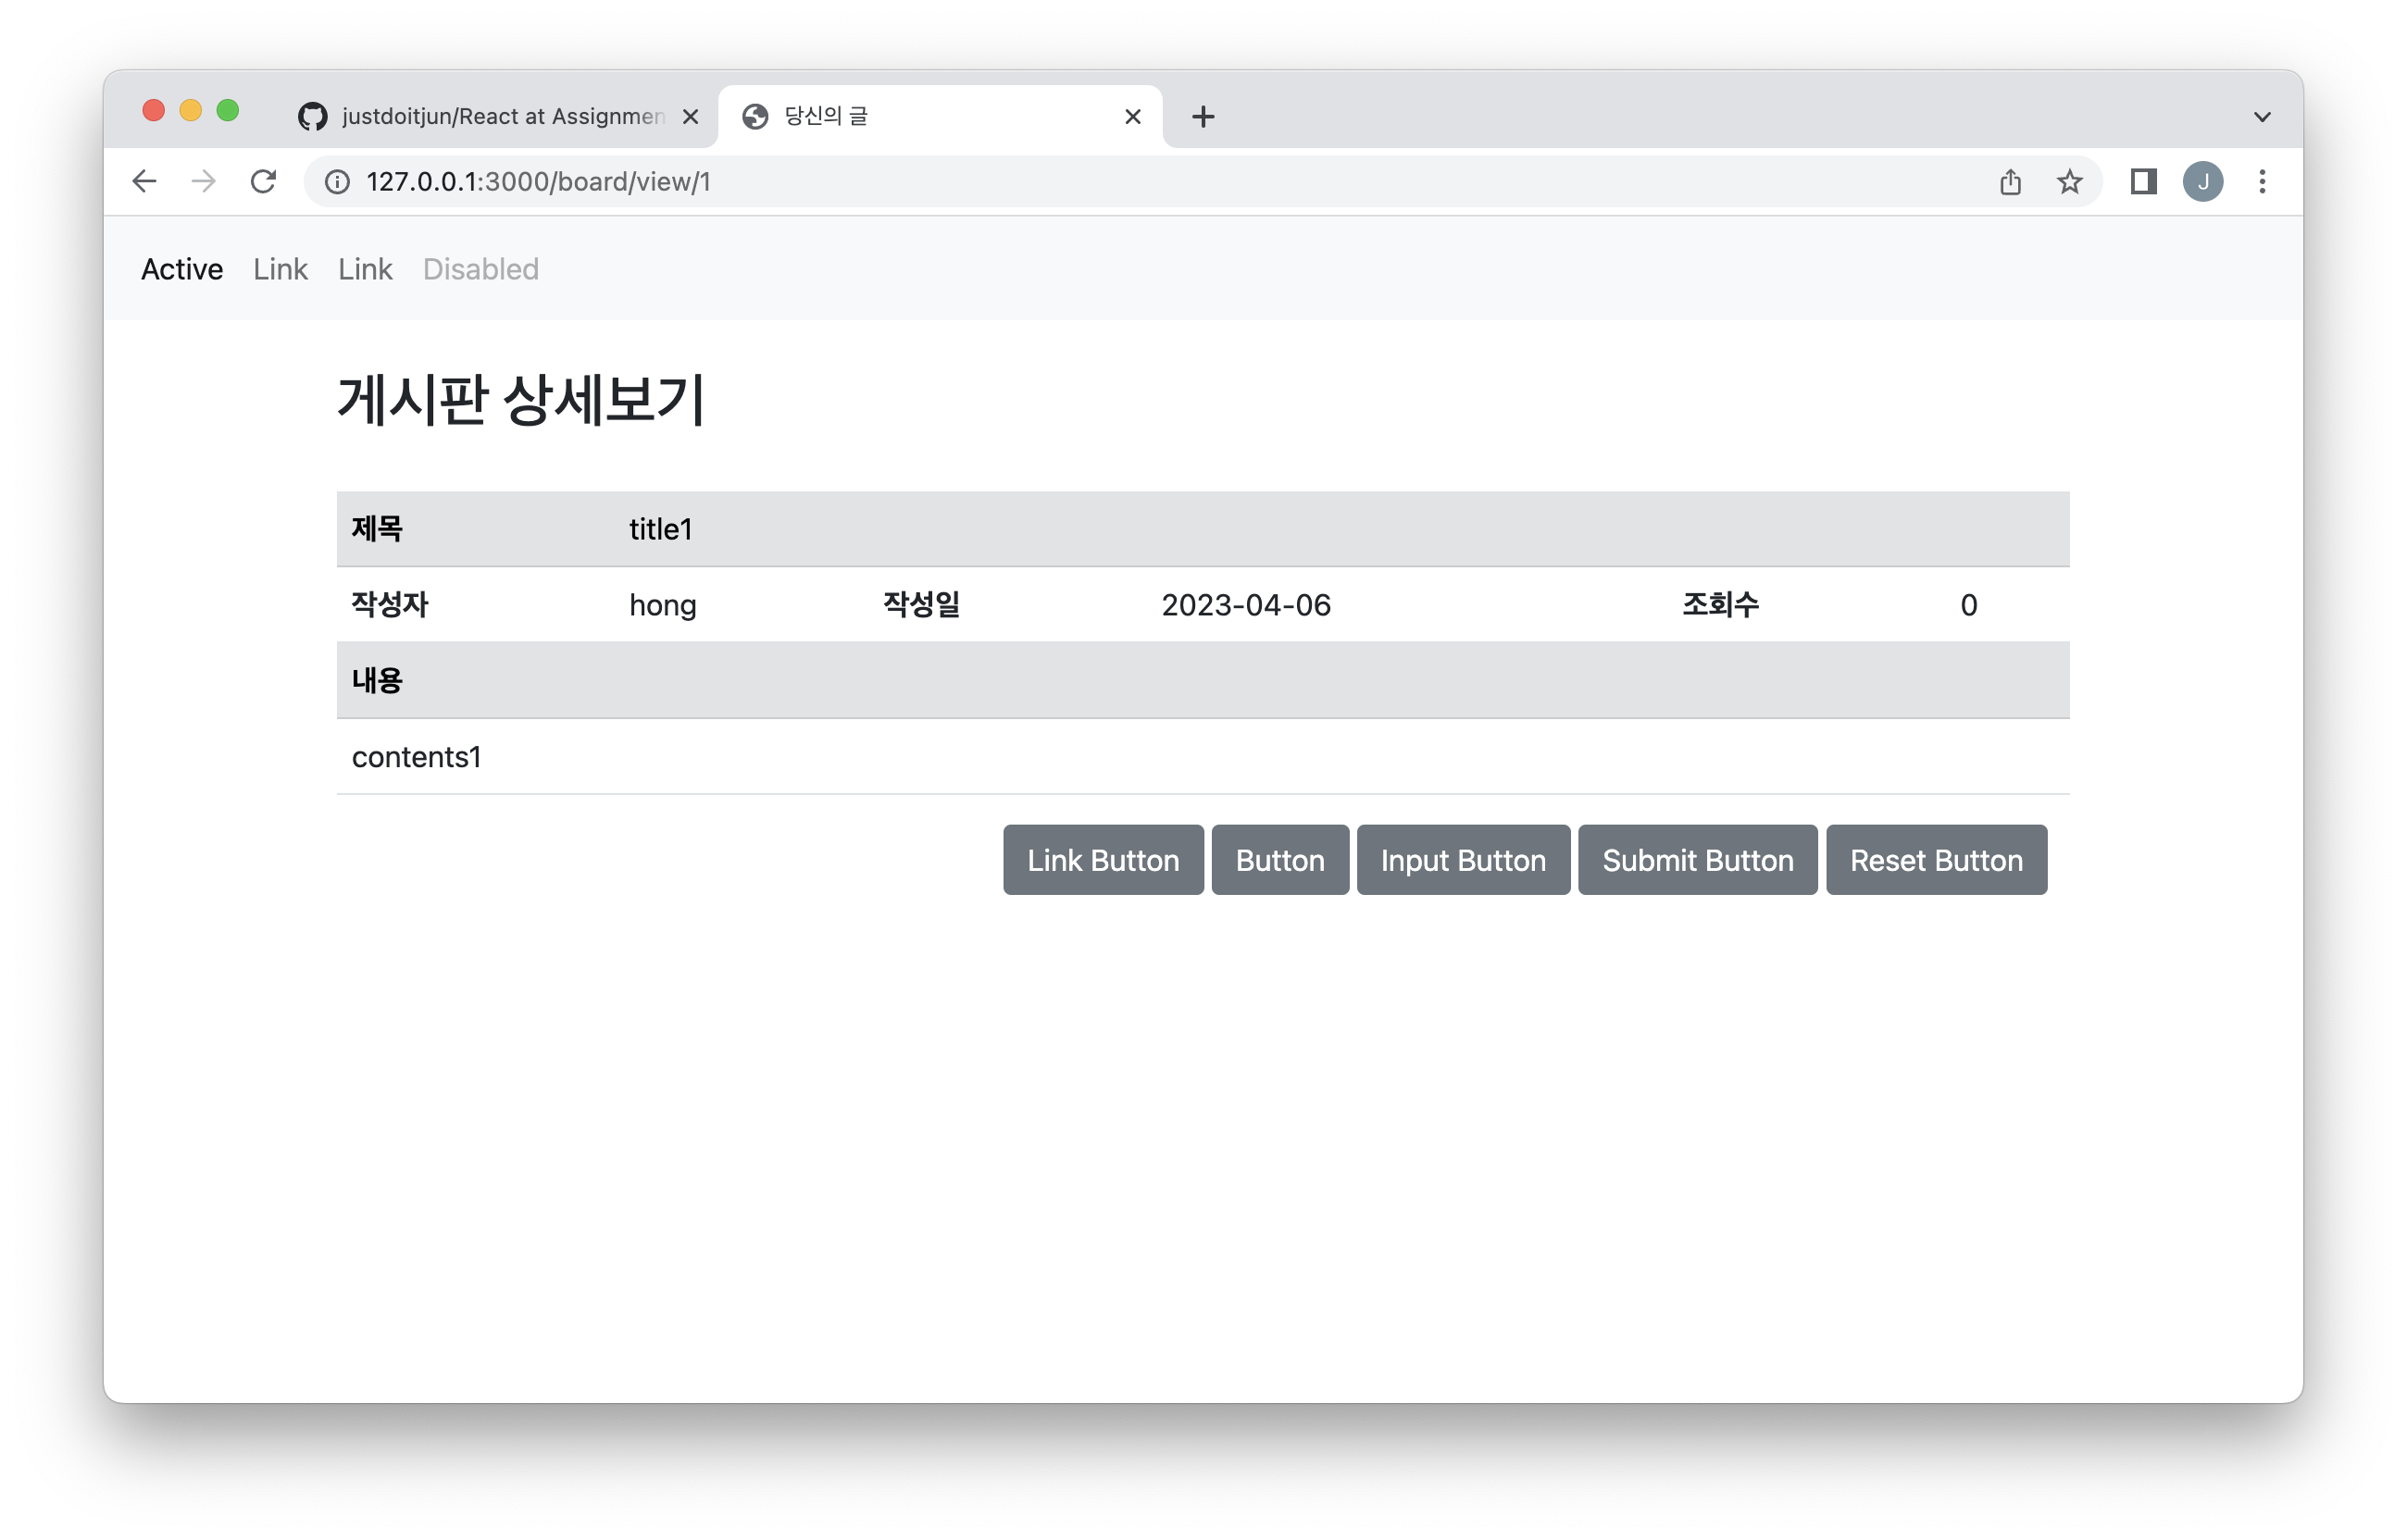 justdoitjun/React at Assignmen
당신의 글
127.0.0.1:3000/board/view/1
J
Active Link Link Disabled
게시판 상세보기
제목 title1
작성자 hong 작성일 2023-04-06 조회수 0
내용
contents1
Link Button Button Input Button Submit Button Reset Button